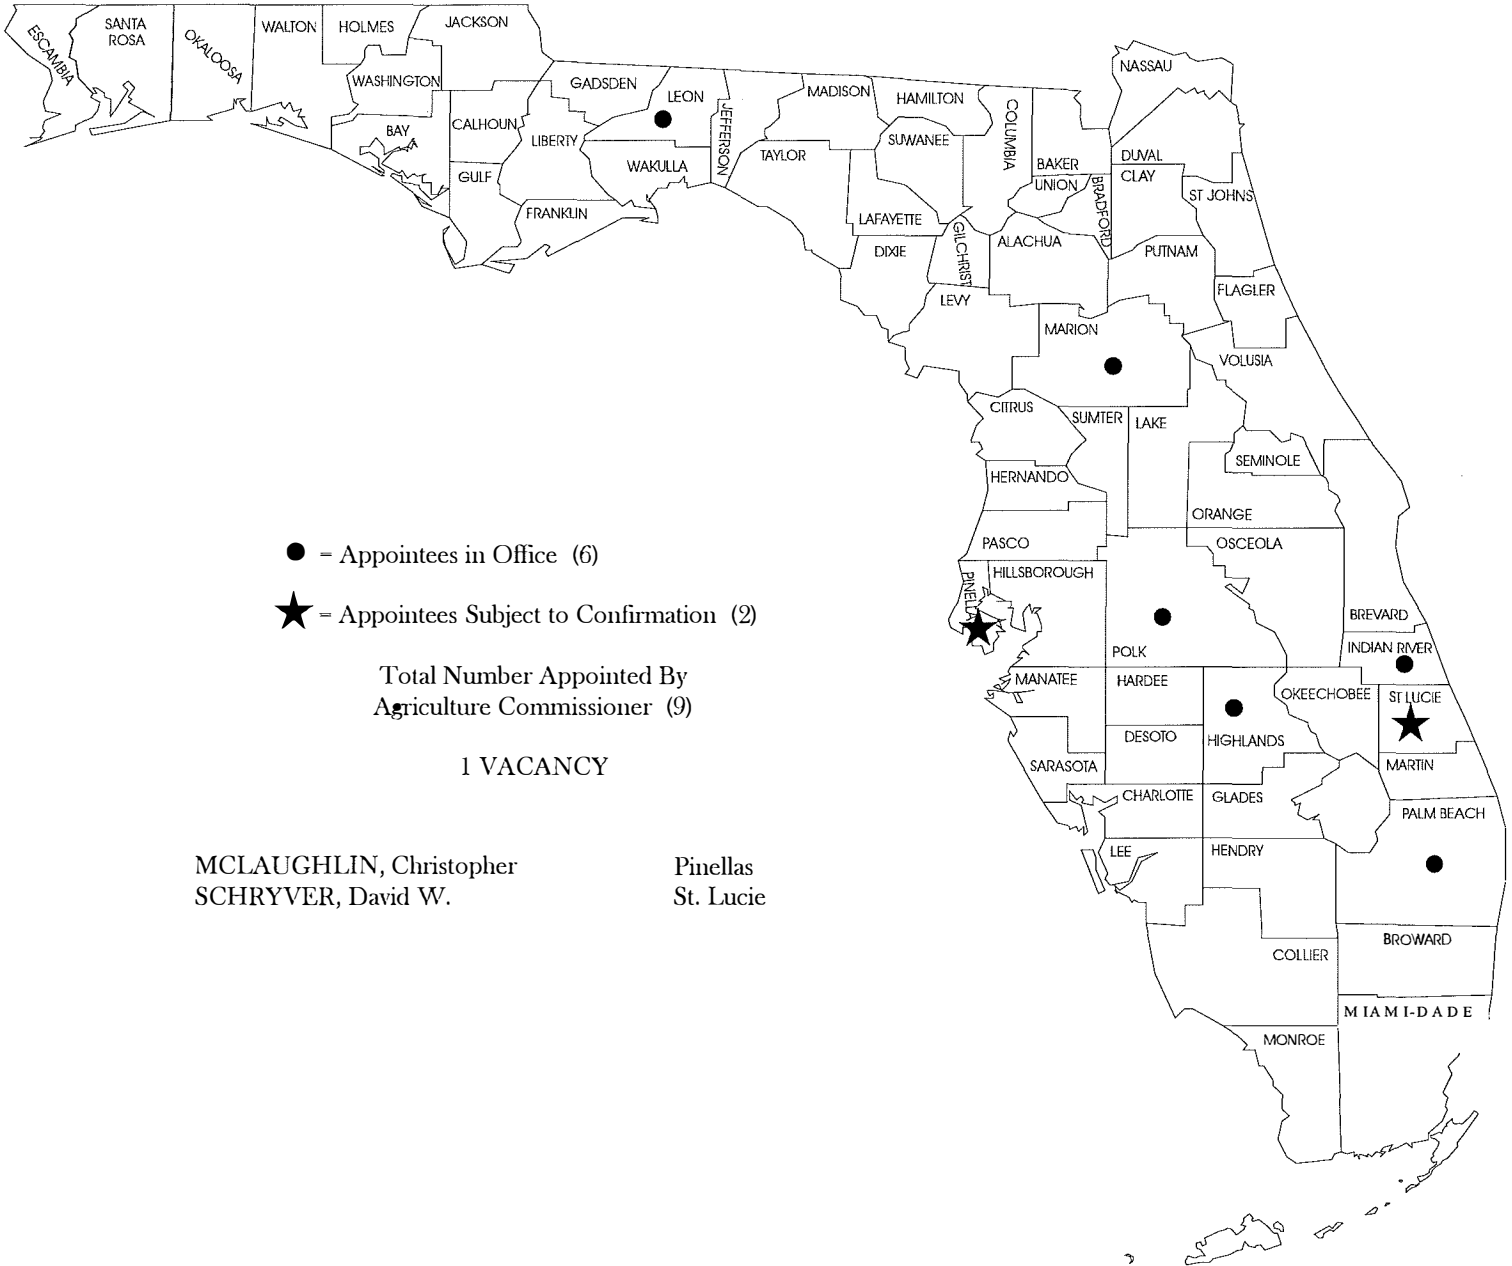 ESCAMBIA
SANTA
ROSA
OKALOOSA
WALTON
HOLMES
JACKSON
WASHINGTON
BAY
CALHOUN
GULF
GADSDEN
LIBERTY
FRANKLIN
LEON
WAKULLA
JEFFERSON
MADISON
TAYLOR
HAMILTON
SUWANEE
LAFAYETTE
DIXIE
COLUMBIA
GILCHRIST
BAKER
UNION
BRADFORD
ALACHUA
LEVY
NASSAU
DUVAL
CLAY
ST JOHNS
PUTNAM
FLAGLER
MARION
VOLUSIA
CITRUS
SUMTER
LAKE
SEMINOLE
HERNANDO
ORANGE
PASCO
OSCEOLA
PINELLA
HILLSBOROUGH
POLK
BREVARD
INDIAN RIVER
MANATEE
HARDEE
OKEECHOBEE
ST LUCIE
DESOTO
HIGHLANDS
SARASOTA
MARTIN
CHARLOTTE
GLADES
PALM BEACH
LEE
HENDRY
BROWARD
COLLIER
MIAMI-DADE
MONROE
= Appointees in Office (6)
= Appointees Subject to Confirmation (2)
Total Number Appointed By
Agriculture Commissioner (9)
1 VACANCY
MCLAUGHLIN, Christopher Pinellas
SCHRYVER, David W. St. Lucie